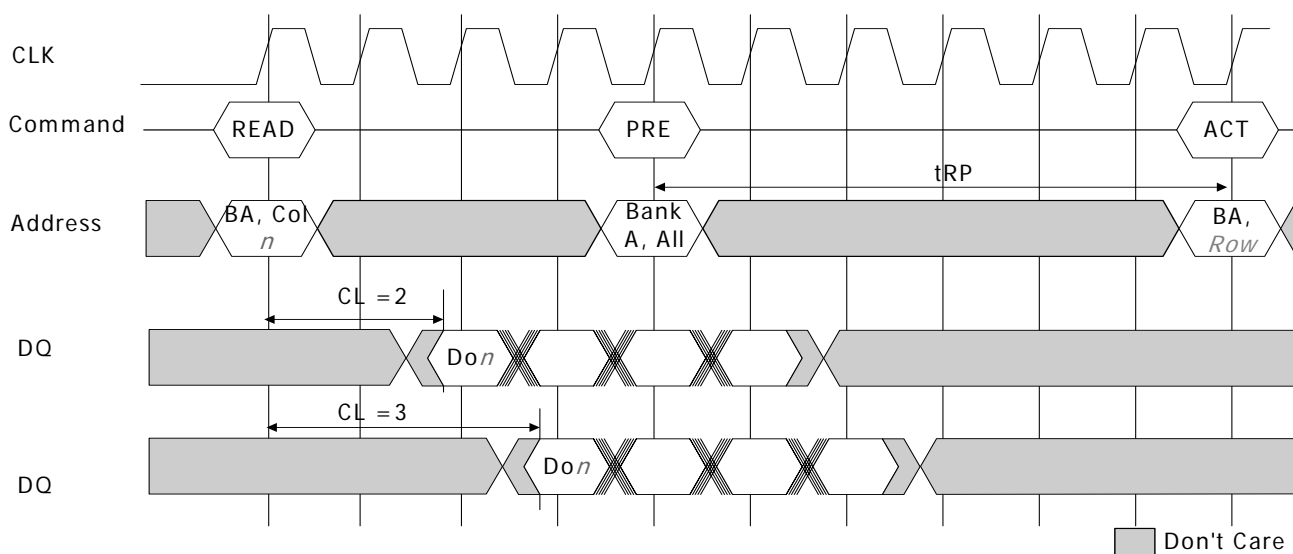 CLK
Command
READ
PRE
ACT
tRP
Address
BA, Col
n
Bank
A, All
BA,
Row
CL =2
DQ
Don
CL =3
DQ
Don
Don't Care